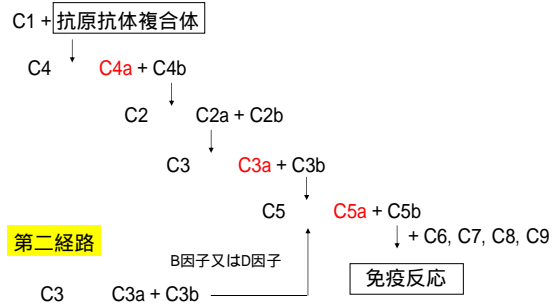 C1 + 抗原抗体複合体
C4 C4a + C4b
C2 C2a + C2b
C3 C3a + C3b
C5 C5a + C5b
+ C6, C7, C8, C9
第二経路
B因子又はD因子
免疫反応
C3 C3a + C3b